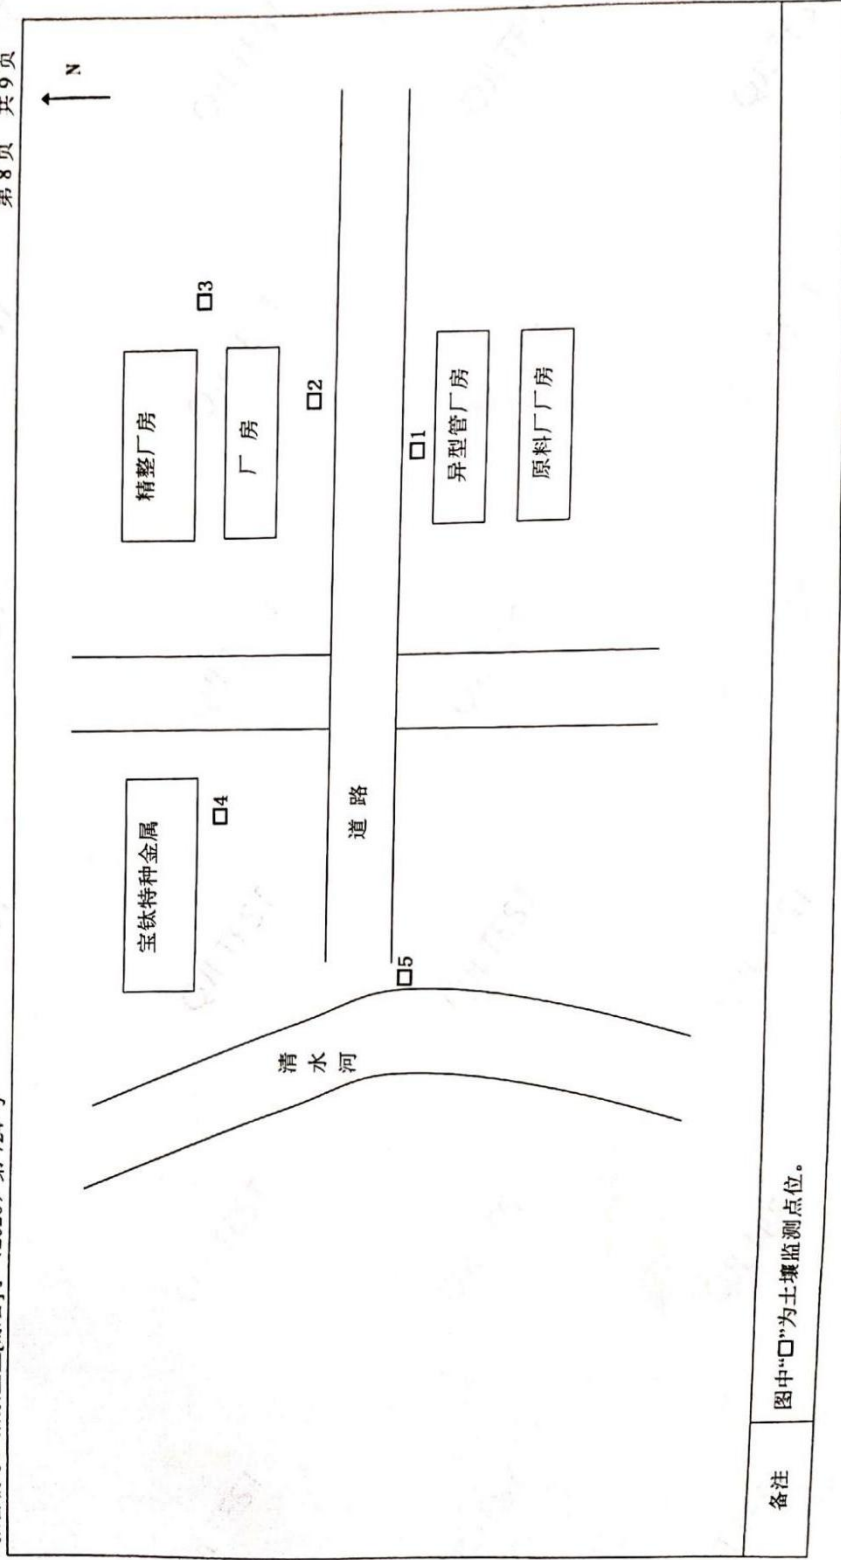 第 8 页 共 9 页
N
精整厂房
□3
厂 房
□2
宝钛特种金属
□4
道 路
□1
异型管厂房
原料厂厂房
□5
清
水
河
备注
图中“□”为土壤监测点位。